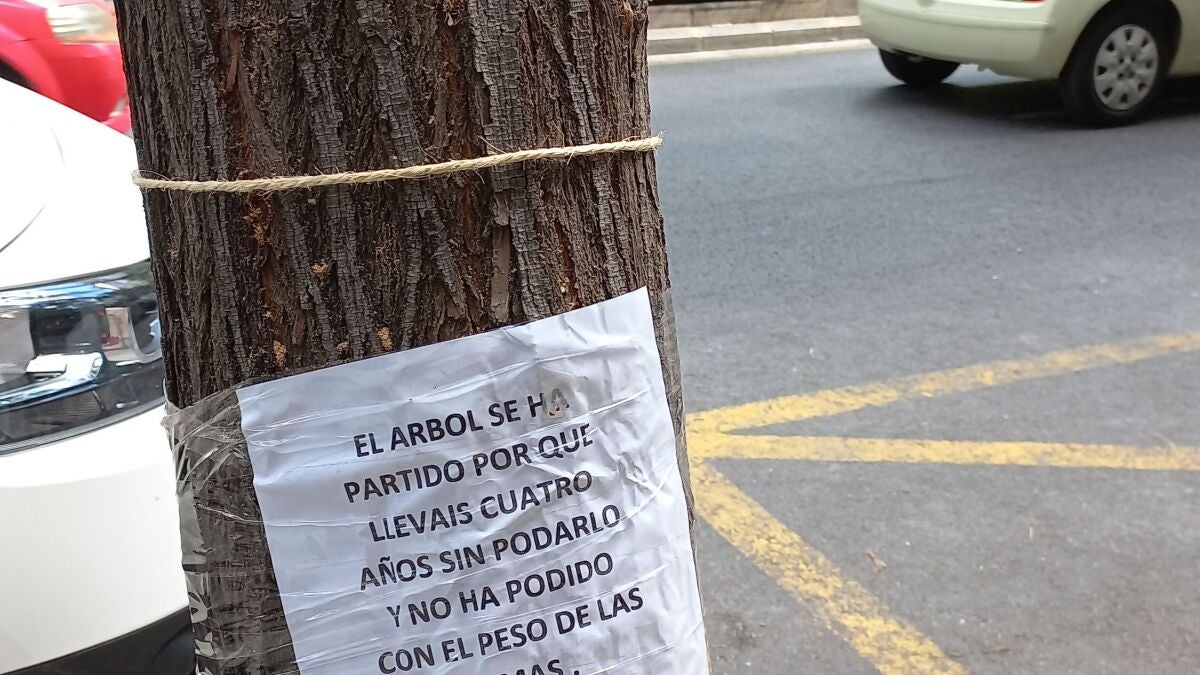 EL ARBOL SE HA
PARTIDO POR QUE
LLEVAIS CUATRO
AÑOS SIN PODARLO
Y NO HA PODIDO
CON EL PESO DE LAS